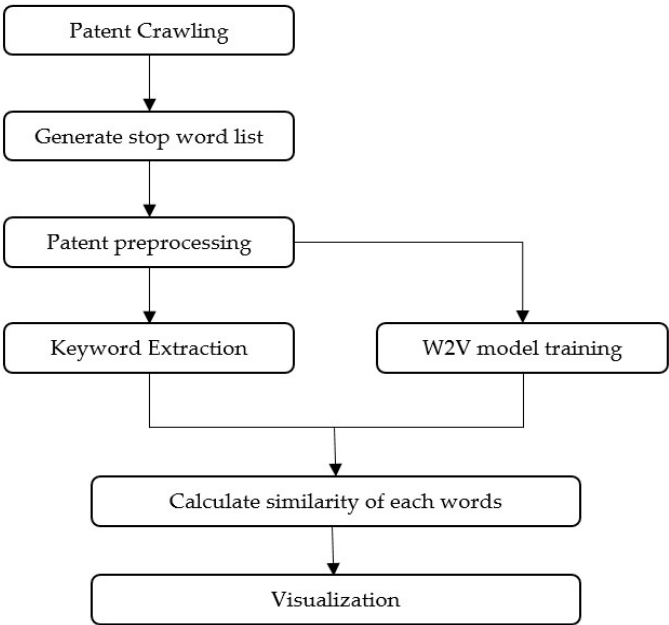 Patent Crawling
Generate stop word list
Patent preprocessing
Keyword Extraction
W2V model training
Calculate similarity of each words
Visualization